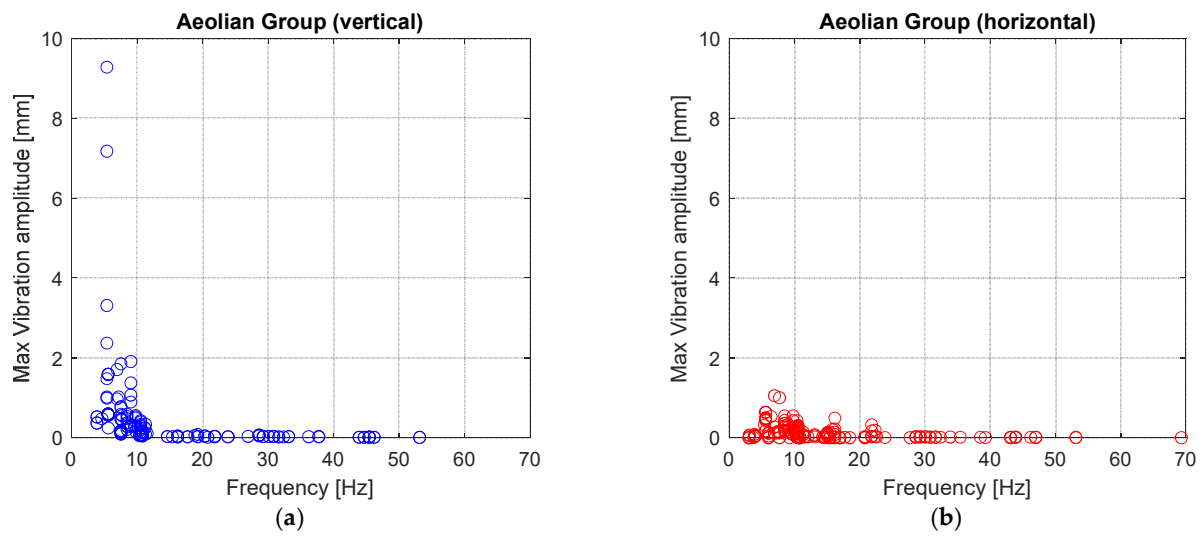 Aeolian Group (vertical)
10
8
6
4
2
0
Max Vibration amplitude [mm]
0 10 20 30 40 50 60 70
Frequency [Hz]
(a)
Aeolian Group (horizontal)
10
8
6
4
2
0
Max Vibration amplitude [mm]
0 10 20 30 40 50 60 70
Frequency [Hz]
(b)